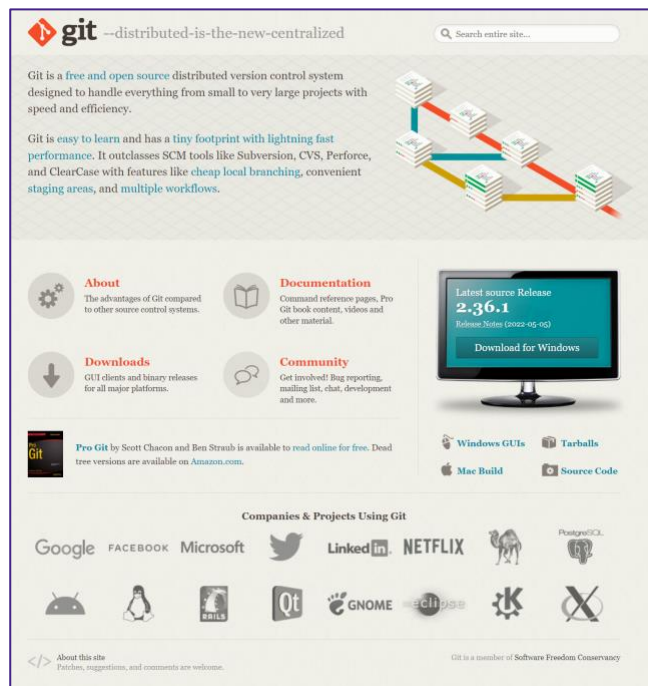 git --distributed-is-the-new-centralized
Search entire site...
Git is a free and open source distributed version control system
designed to handle everything from small to very large projects with
speed and efficiency.
Git is easy to learn and has a tiny footprint with lightning fast
performance. It outclasses SCM tools like Subversion, CVS, Perforce,
and ClearCase with features like cheap local branching, convenient
staging areas, and multiple workflows.
About
The advantages of Git compared
to other source control systems.
Documentation
Command reference pages, Pro
Git book content, videos and
other material.
Downloads
GUI clients and binary releases
for all major platforms.
Community
Get involved! Bug reporting,
mailing list, chat, development
and more.
Latest source Release
2.36.1
Release Notes (2022-05-05)
Download for Windows
Windows GUIs
Tarballs
Mac Build
Source Code
Pro
Git
Pro Git by Scott Chacon and Ben Straub is available to read online for free. Dead
tree versions are available on Amazon.com.
Companies & Projects Using Git
Google FACEBOOK Microsoft Linked in. NETFLIX PostgreSQL
RAILS Qt GNOME eclipse K X
</> About this site
Patches, suggestions, and comments are welcome.
Git is a member of Software Freedom Conservancy